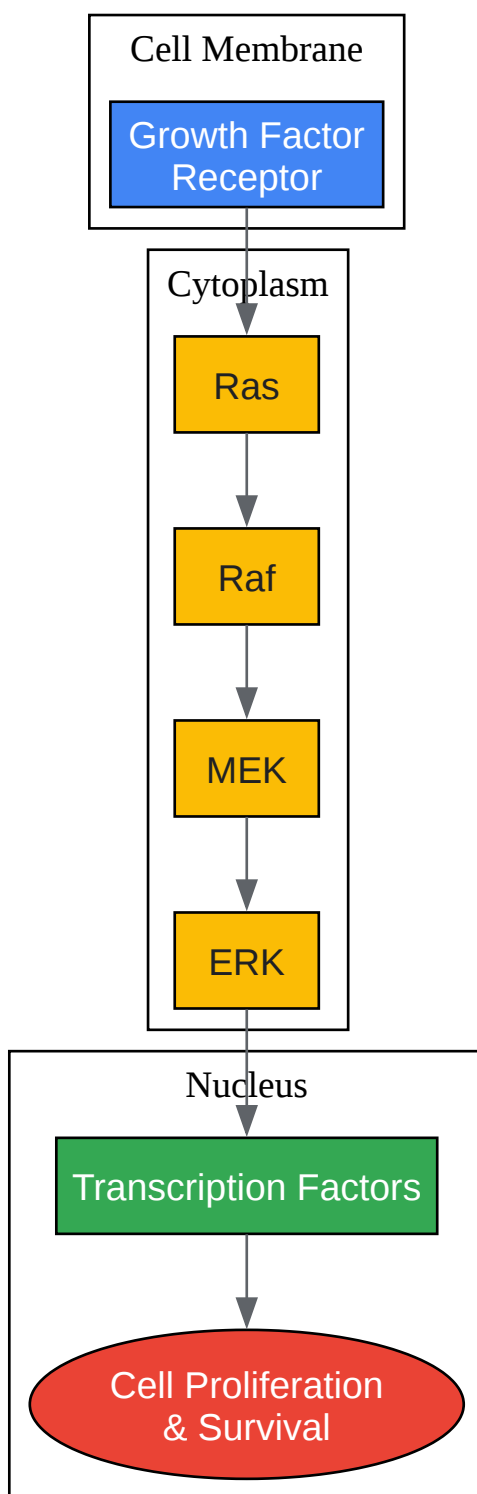 Cell Membrane
Growth Factor
Receptor
Cytoplasm
Ras
Raf
MEK
ERK
Nucleus
Transcription Factors
Cell Proliferation
& Survival